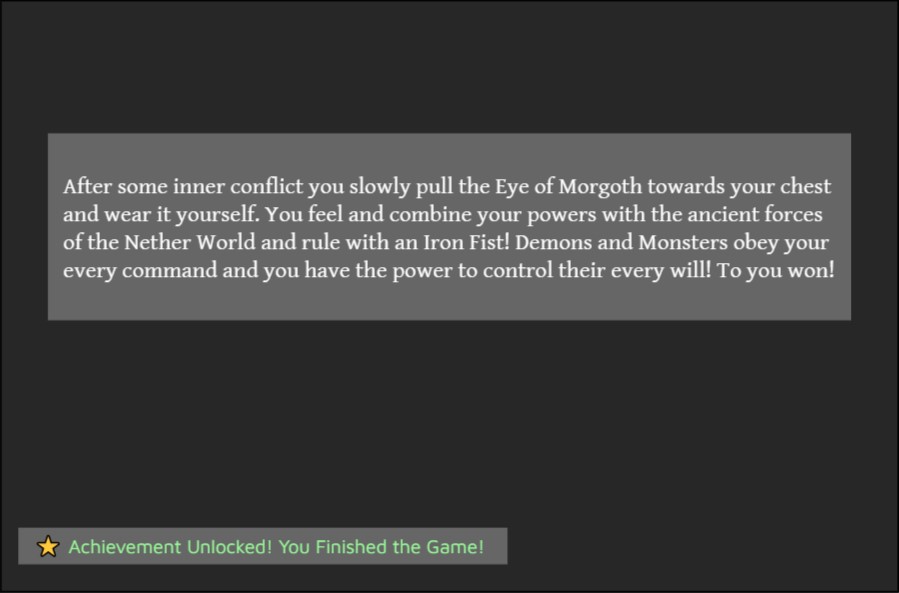 After some inner conflict you slowly pull the Eye of Morgoth towards your chest
and wear it yourself. You feel and combine your powers with the ancient forces
of the Nether World and rule with an Iron Fist! Demons and Monsters obey your
every command and you have the power to control their every will! To you won!
Achievement Unlocked! You Finished the Game!